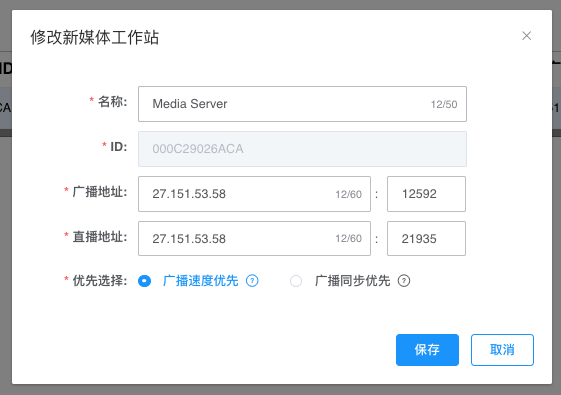 修改新媒体工作站
ID
* 名称: Media Server 12/50
CA
* ID: 000C29026ACA
* 广播地址: 27.151.53.58 12/60 : 12592
* 直播地址: 27.151.53.58 12/60 : 21935
* 优先选择: 广播速度优先 ? 广播同步优先 ?
保存 取消